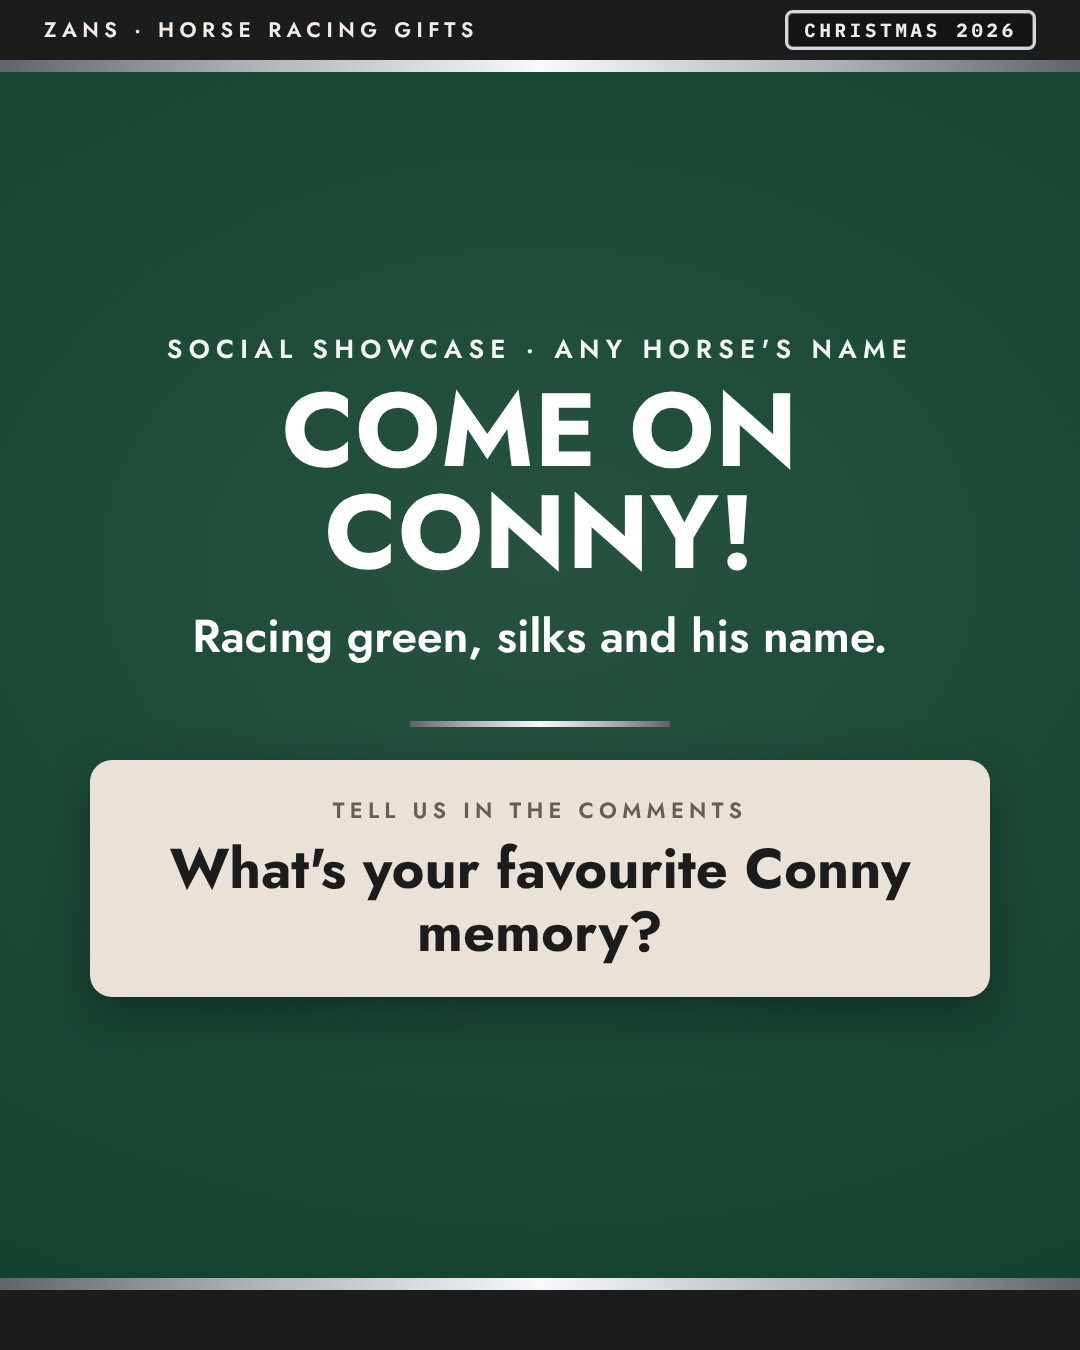 ZANS · HORSE RACING GIFTS
CHRISTMAS 2026
SOCIAL SHOWCASE · ANY HORSE'S NAME
COME ON
CONNY!
Racing green, silks and his name.
TELL US IN THE COMMENTS
What's your favourite Conny
memory?